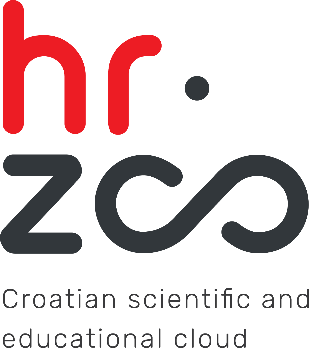 hr.
zoo
Croatian scientific and
educational cloud